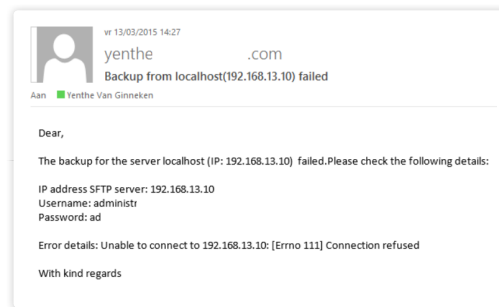 vr 13/03/2015 14:27
yenthe .com
Backup from localhost(192.168.13.10) failed
Aan Yenthe Van Ginneken
Dear,
The backup for the server localhost (IP: 192.168.13.10) failed.Please check the following details:
IP address SFTP server: 192.168.13.10
Username: administr
Password: ad
Error details: Unable to connect to 192.168.13.10: [Errno 111] Connection refused
With kind regards